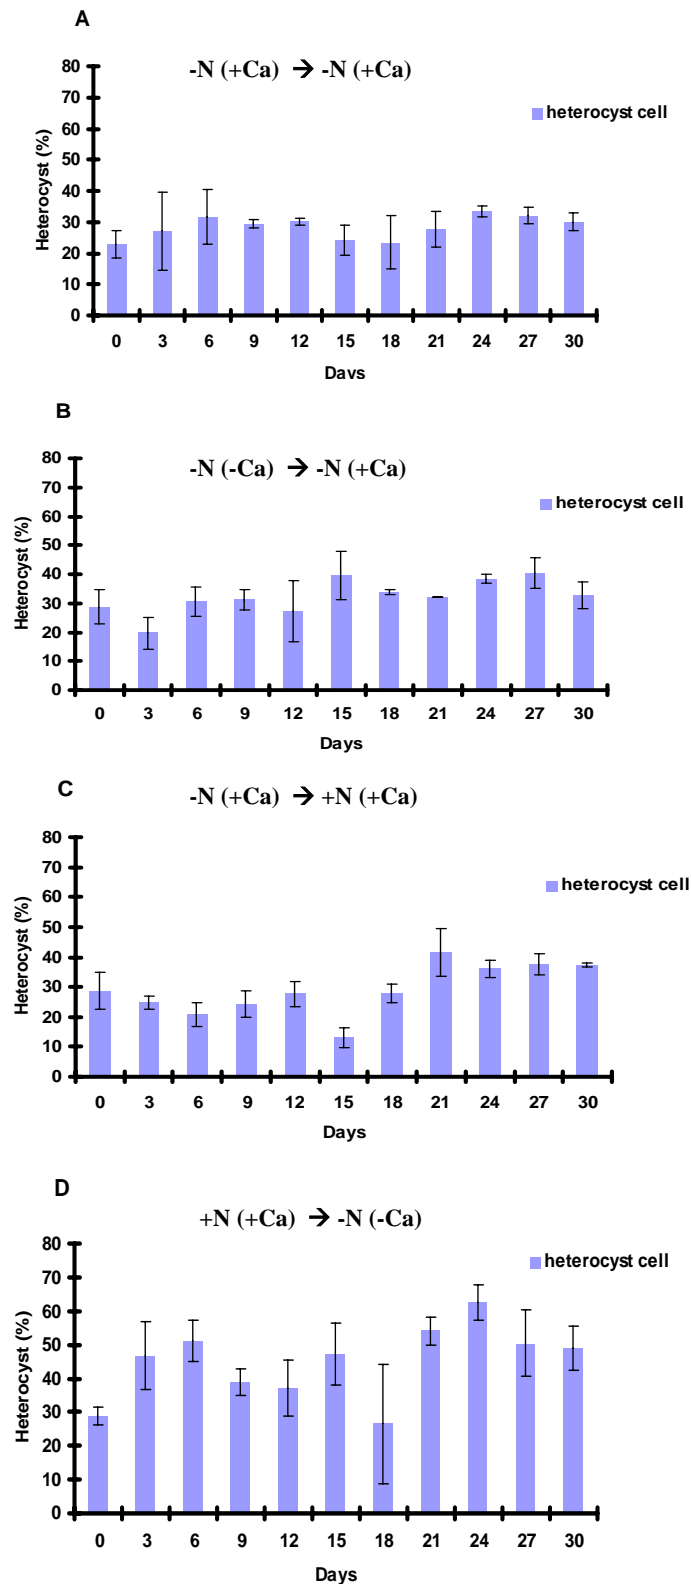 A
-N (+Ca) → -N (+Ca)
80
70
60
50
40
30
20
10
0
Heterocyst (%)
heterocyst cell
0 3 6 9 12 15 18 21 24 27 30
Days
B
-N (-Ca) → -N (+Ca)
80
70
60
50
40
30
20
10
0
Heterocyst (%)
heterocyst cell
0 3 6 9 12 15 18 21 24 27 30
Days
C
-N (+Ca) → +N (+Ca)
80
70
60
50
40
30
20
10
0
Heterocyst (%)
heterocyst cell
0 3 6 9 12 15 18 21 24 27 30
Days
D
+N (+Ca) → -N (-Ca)
80
70
60
50
40
30
20
10
0
Heterocyst (%)
heterocyst cell
0 3 6 9 12 15 18 21 24 27 30
Days